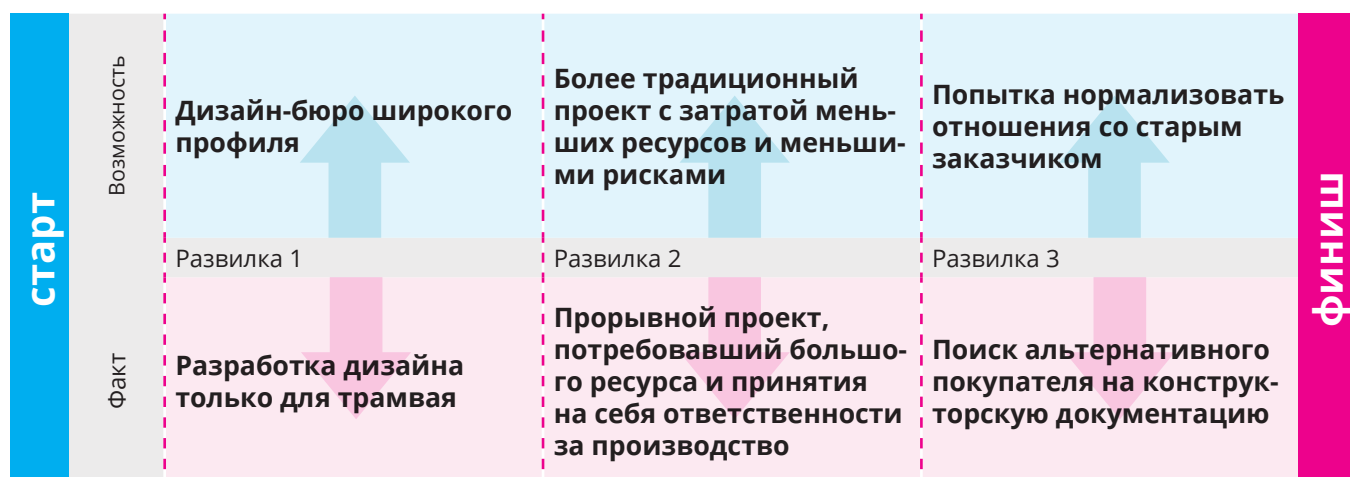 старт
Возможность
Дизайн-бюро широкого
профиля
Более традиционный
проект с затратой мень-
ших ресурсов и меньши-
ми рисками
Попытка нормализовать
отношения со старым
заказчиком
Развилка 1
Развилка 2
Развилка 3
Факт
Разработка дизайна
только для трамвая
Прорывной проект,
потребовавший большо-
го ресурса и принятия
на себя ответственности
за производство
Поиск альтернативного
покупателя на конструк-
торскую документацию
финиш